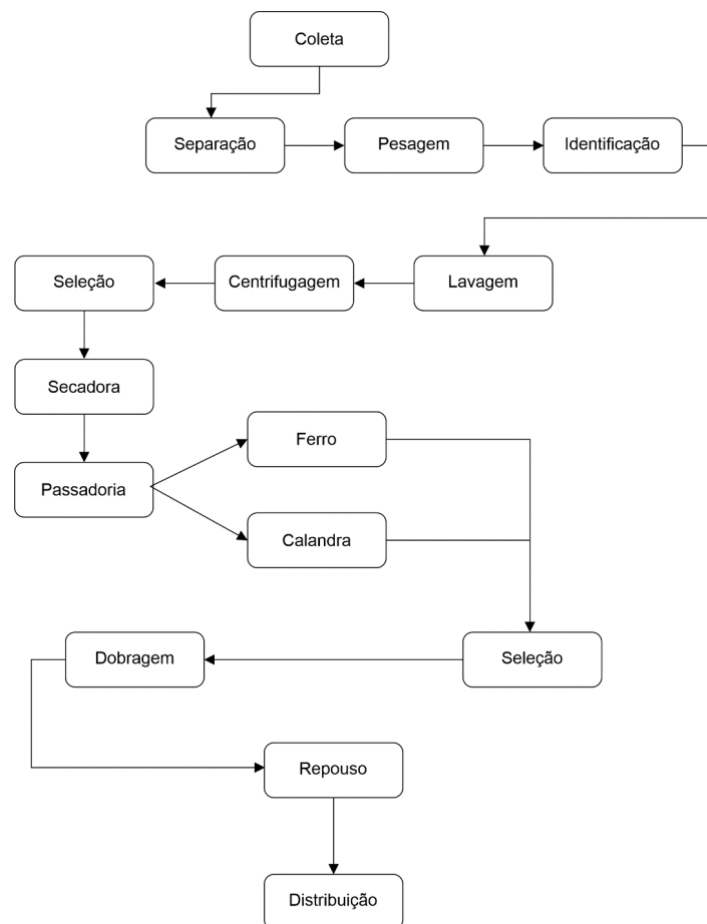 Coleta
Separação
Pesagem
Identificação
Lavagem
Centrifugagem
Seleção
Secadora
Passadoria
Ferro
Calandra
Seleção
Dobragem
Repouso
Distribuição